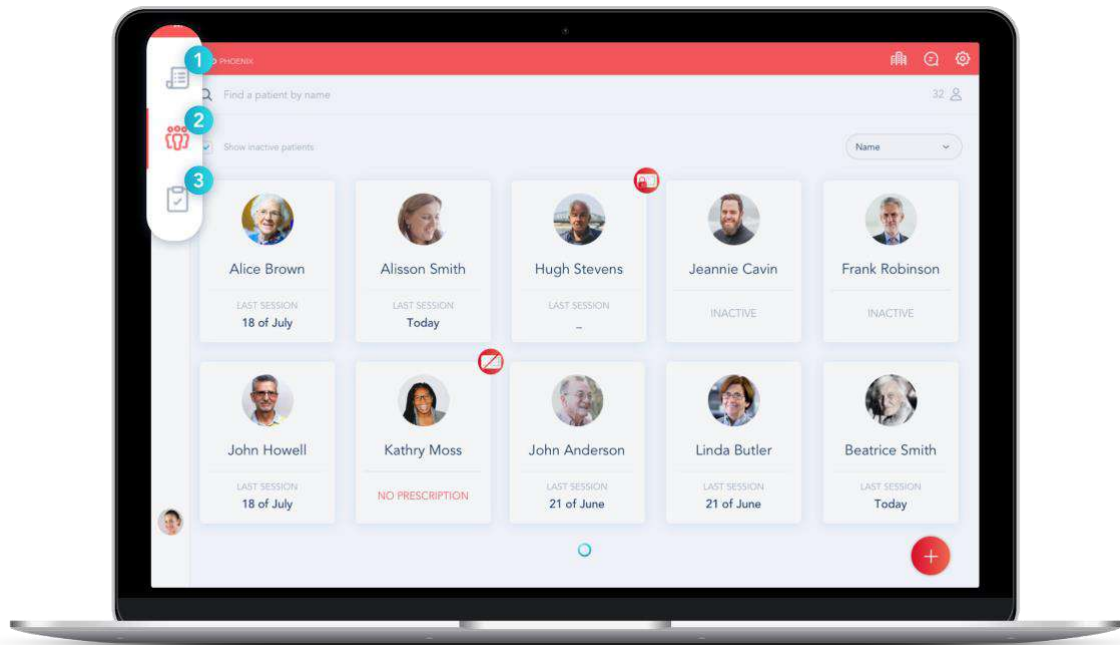 1
PHOENIX
2
Find a patient by name
32
Show inactive patients
Name
3
Alice Brown
LAST SESSION
18 of July
Alisson Smith
LAST SESSION
Today
Hugh Stevens
LAST SESSION
_
Jeannie Cavin
INACTIVE
Frank Robinson
INACTIVE
John Howell
LAST SESSION
18 of July
Kathry Moss
NO PRESCRIPTION
John Anderson
LAST SESSION
21 of June
Linda Butler
LAST SESSION
21 of June
Beatrice Smith
LAST SESSION
Today
+